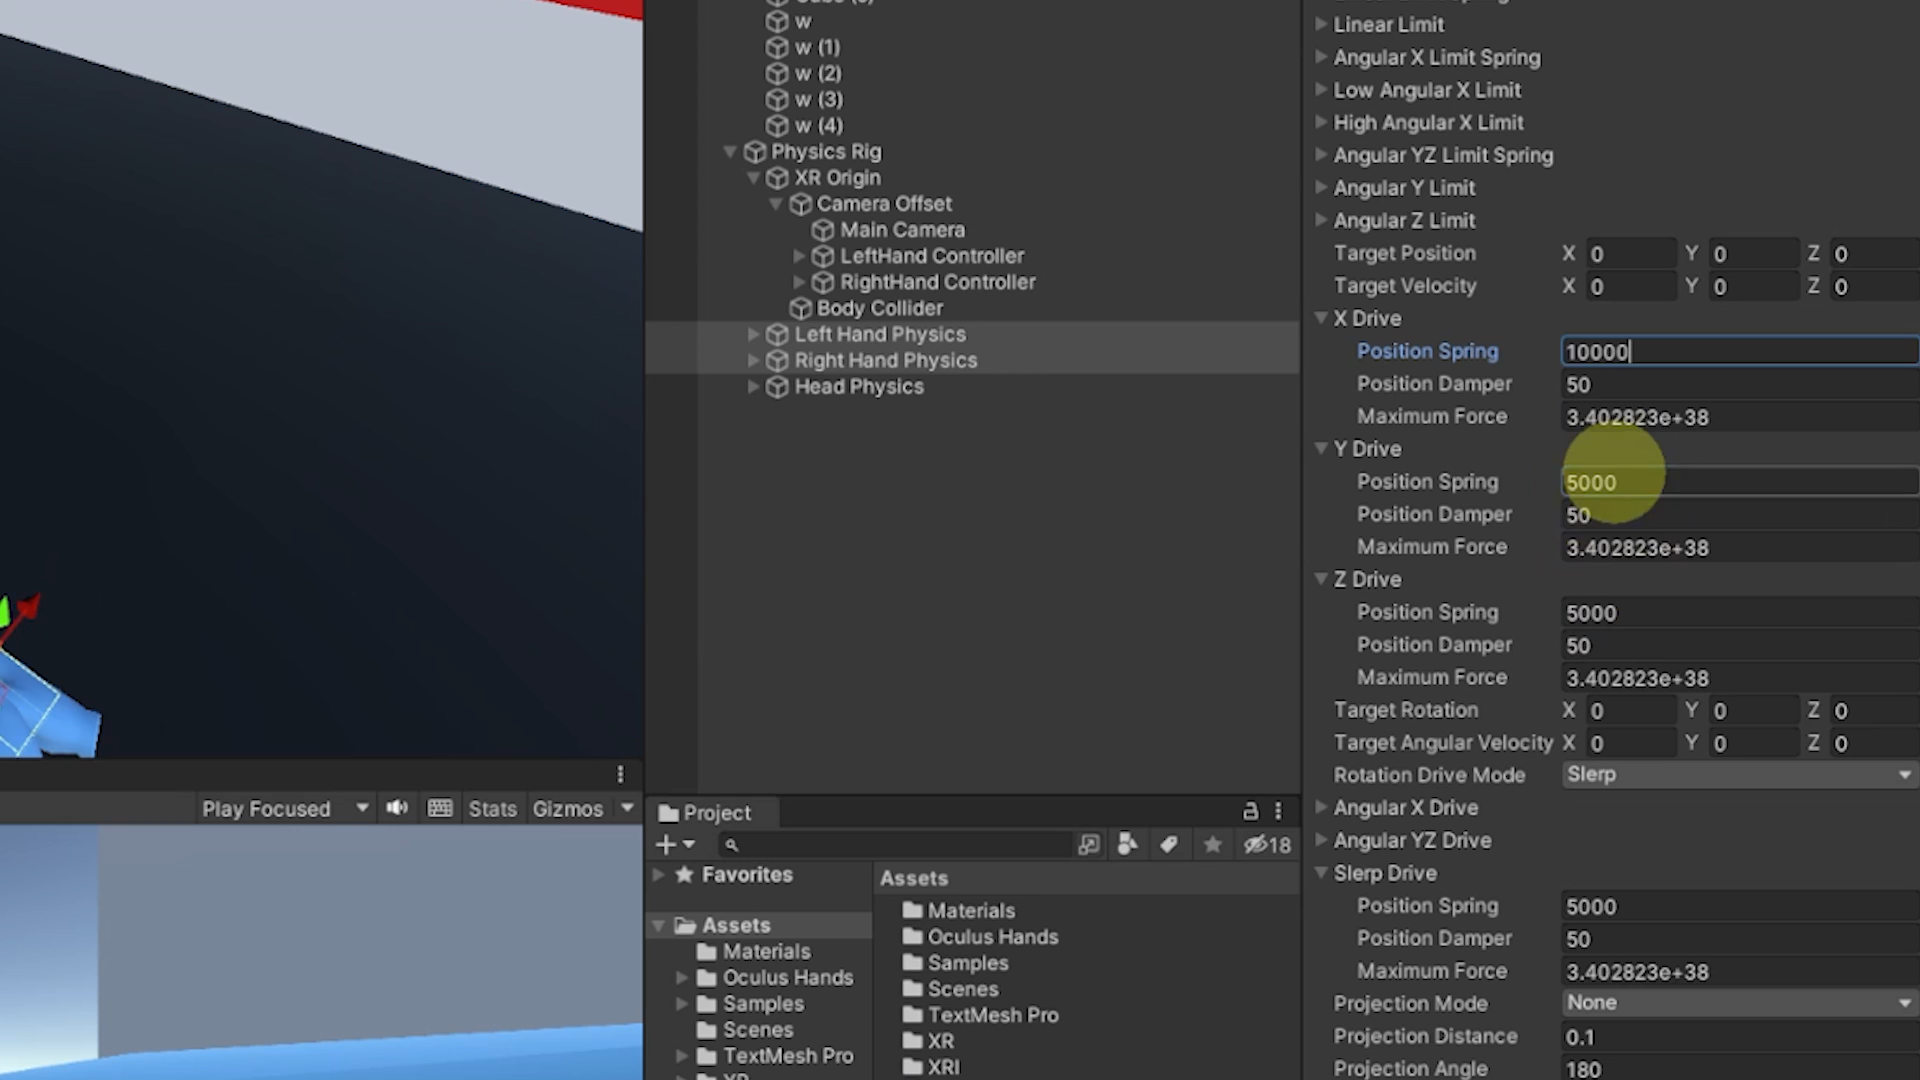 w
w (1)
w (2)
w (3)
w (4)
Physics Rig
XR Origin
Camera Offset
Main Camera
LeftHand Controller
RightHand Controller
Body Collider
Left Hand Physics
Right Hand Physics
Head Physics
Linear Limit
Angular X Limit Spring
Low Angular X Limit
High Angular X Limit
Angular YZ Limit Spring
Angular Y Limit
Angular Z Limit
Target Position X 0 Y 0 Z 0
Target Velocity X 0 Y 0 Z 0
X Drive
Position Spring 10000
Position Damper 50
Maximum Force 3.402823e+38
Y Drive
Position Spring 5000
Position Damper 50
Maximum Force 3.402823e+38
Z Drive
Position Spring 5000
Position Damper 50
Maximum Force 3.402823e+38
Target Rotation X 0 Y 0 Z 0
Target Angular Velocity X 0 Y 0 Z 0
Rotation Drive Mode Slerp
Angular X Drive
Angular YZ Drive
Slerp Drive
Position Spring 5000
Position Damper 50
Maximum Force 3.402823e+38
Projection Mode None
Projection Distance 0.1
Projection Angle 180
Play Focused Stats Gizmos
Project
18
Favorites
Assets
Materials
Oculus Hands
Samples
Scenes
TextMesh Pro
Assets
Materials
Oculus Hands
Samples
Scenes
TextMesh Pro
XR
XRI